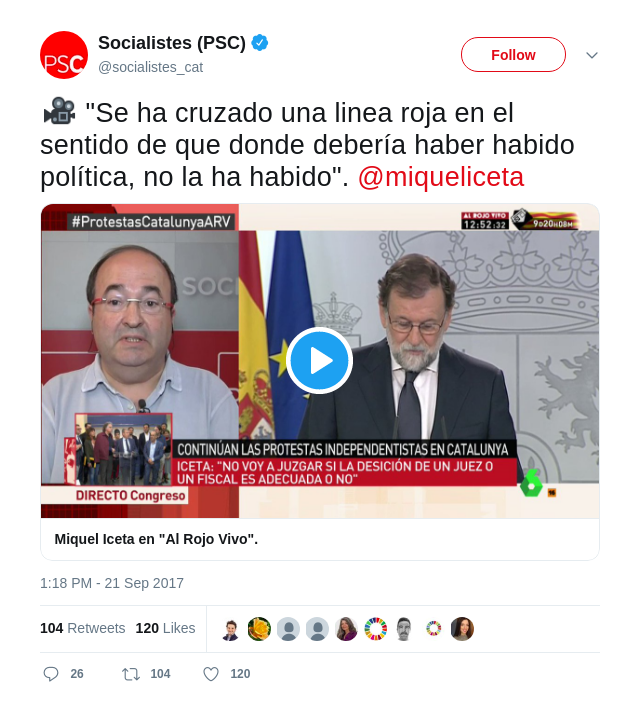 PSC
Socialistes (PSC)
@socialistes_cat
Follow
"Se ha cruzado una linea roja en el
sentido de que donde debería haber habido
política, no la ha habido". @miqueliceta
#ProtestasCatalunyaARV
AL ROJO VIVO
12:52:32
SOC
CONTINÚAN LAS PROTESTAS INDEPENDENTISTAS EN CATALUNYA
ICETA: "NO VOY A JUZGAR SI LA DESICIÓN DE UN JUEZ O
UN FISCAL ES ADECUADA O NO"
DIRECTO Congreso
Miquel Iceta en "Al Rojo Vivo".
1:18 PM - 21 Sep 2017
104 Retweets 120 Likes
26 104 120